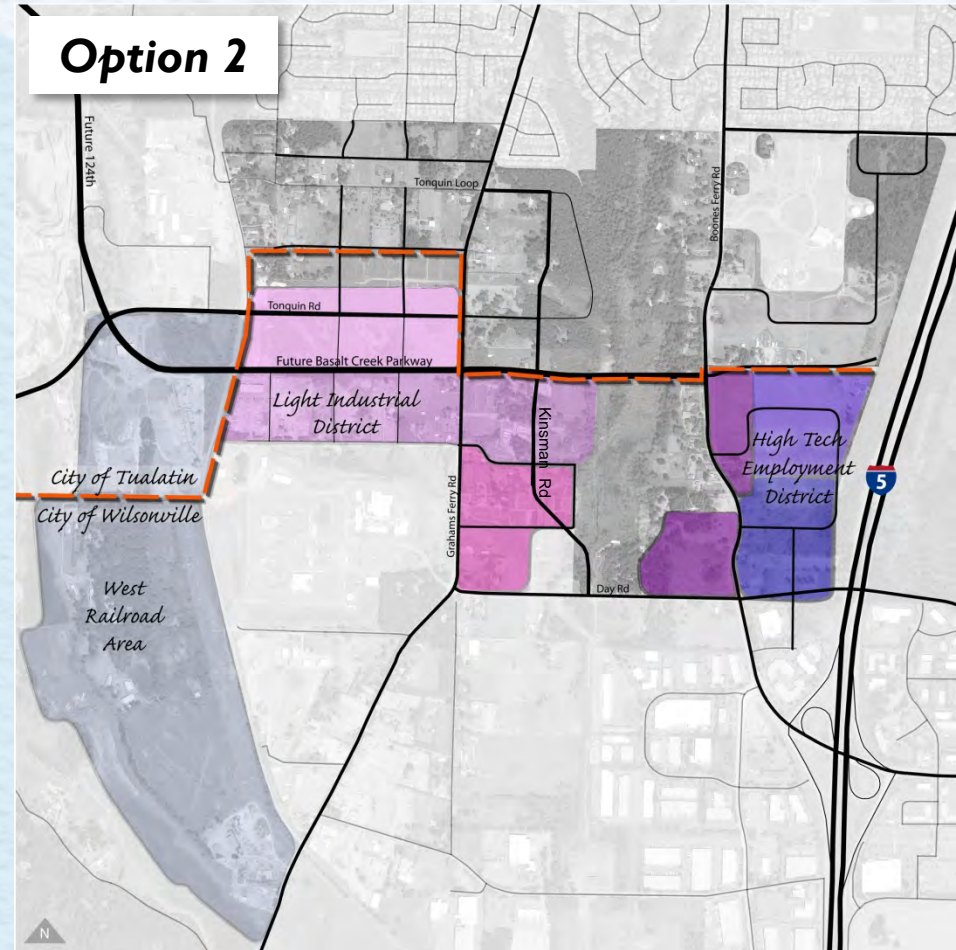 Option 2
Future 124th
Tonquin Loop
Boones Ferry Rd
Tonquin Rd
Future Basalt Creek Parkway
Light Industrial
District
Kinsman Rd
High Tech
Employment
District
5
City of Tualatin
City of Wilsonville
Grahams Ferry Rd
West
Railroad
Area
Day Rd
N